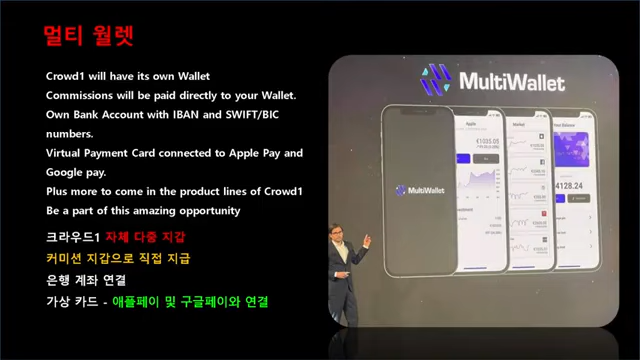 멀티 월렛
Crowd1 will have its own Wallet
Commissions will be paid directly to your Wallet.
Own Bank Account with IBAN and SWIFT/BIC
numbers.
Virtual Payment Card connected to Apple Pay and
Google pay.
Plus more to come in the product lines of Crowd1
Be a part of this amazing opportunity
크라우드1 자체 다중 지갑
커미션 지갑으로 직접 지급
은행 계좌 연결
가상 카드 - 애플페이 및 구글페이와 연결
MultiWallet
MultiWallet
Apple
€1035.05
Market
Your Balance
4128.24